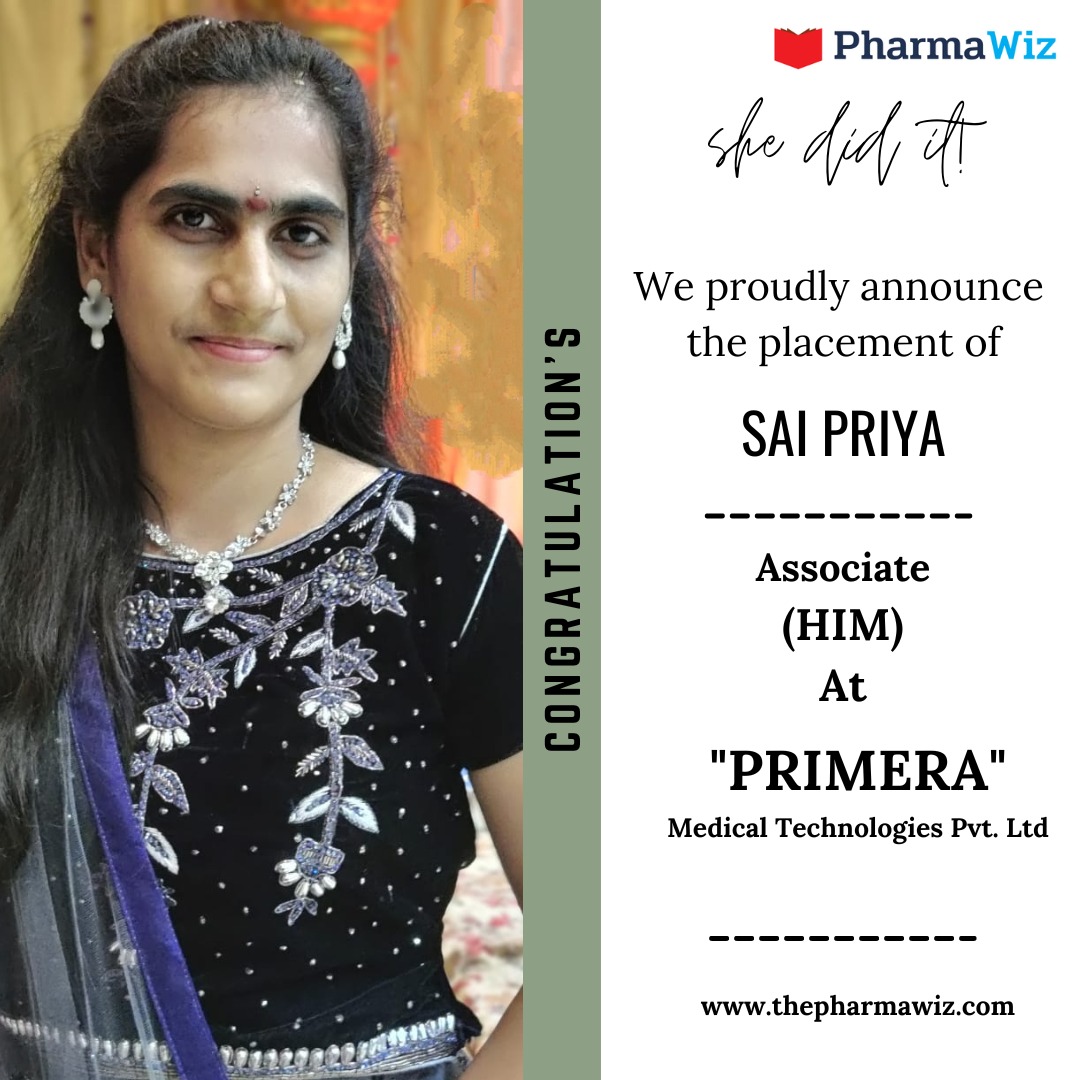 PharmaWiz
she did it!
CONGRATULATION'S
We proudly announce
the placement of
SAI PRIYA
Associate
(HIM)
At
"PRIMERA"
Medical Technologies Pvt. Ltd
www.thepharmawiz.com